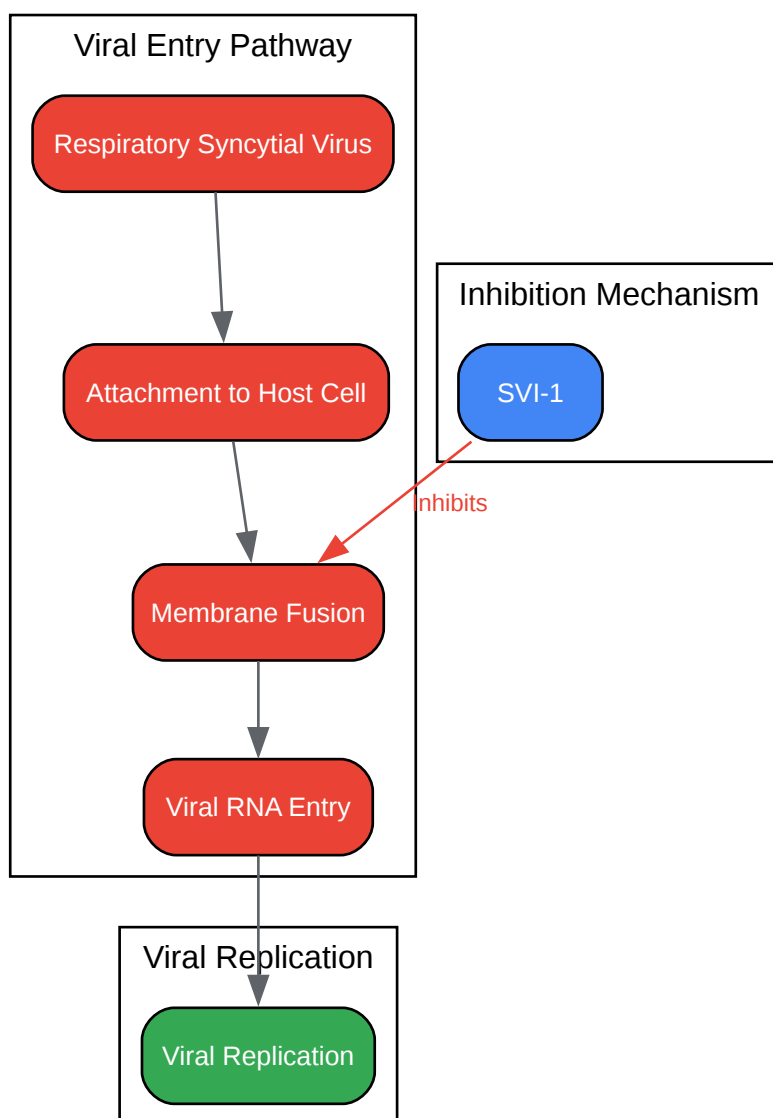 Viral Entry Pathway
Respiratory Syncytial Virus
Inhibition Mechanism
Attachment to Host Cell
SVI-1
Inhibits
Membrane Fusion
Viral RNA Entry
Viral Replication
Viral Replication